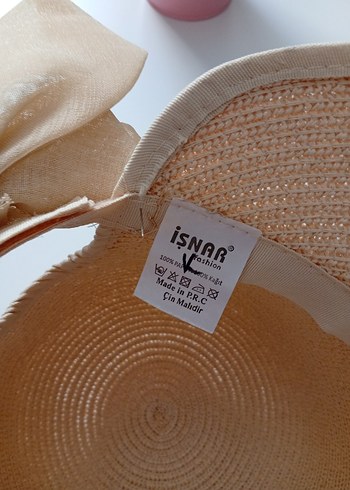 İŞNAR®
Fashion
100% Kağıt
Made in P.R.C
Çin Malıdır